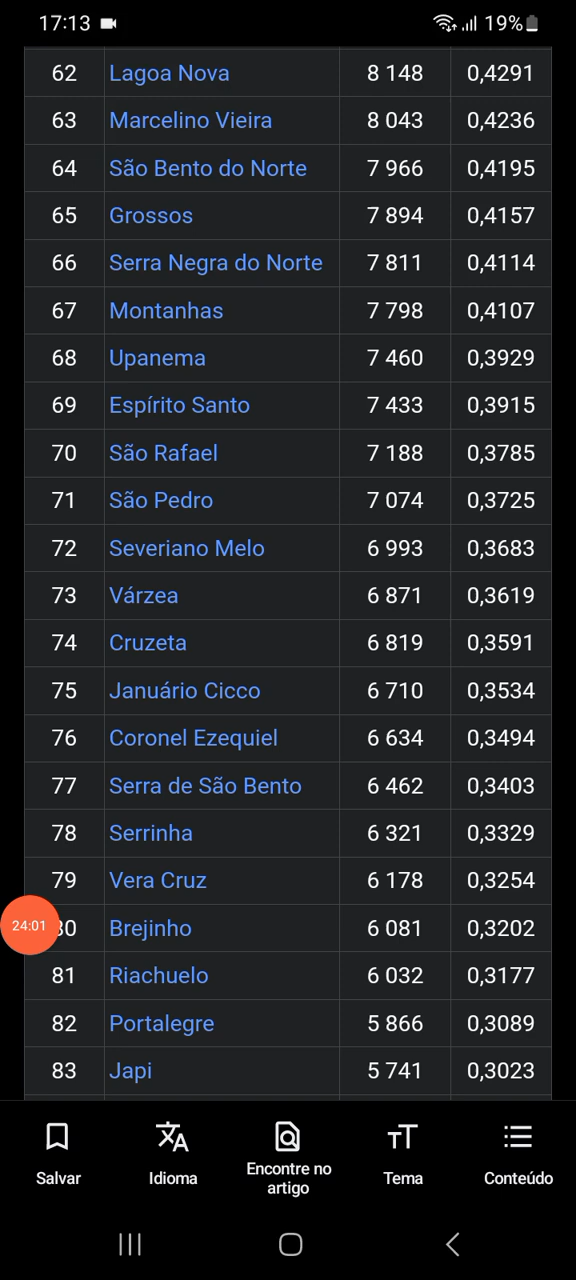 17:13 19%
62 Lagoa Nova 8 148 0,4291
63 Marcelino Vieira 8 043 0,4236
64 São Bento do Norte 7 966 0,4195
65 Grossos 7 894 0,4157
66 Serra Negra do Norte 7 811 0,4114
67 Montanhas 7 798 0,4107
68 Upanema 7 460 0,3929
69 Espírito Santo 7 433 0,3915
70 São Rafael 7 188 0,3785
71 São Pedro 7 074 0,3725
72 Severiano Melo 6 993 0,3683
73 Várzea 6 871 0,3619
74 Cruzeta 6 819 0,3591
75 Januário Cicco 6 710 0,3534
76 Coronel Ezequiel 6 634 0,3494
77 Serra de São Bento 6 462 0,3403
78 Serrinha 6 321 0,3329
79 Vera Cruz 6 178 0,3254
24:01 80 Brejinho 6 081 0,3202
81 Riachuelo 6 032 0,3177
82 Portalegre 5 866 0,3089
83 Japi 5 741 0,3023
Salvar Idioma Encontre no artigo Tema Conteúdo